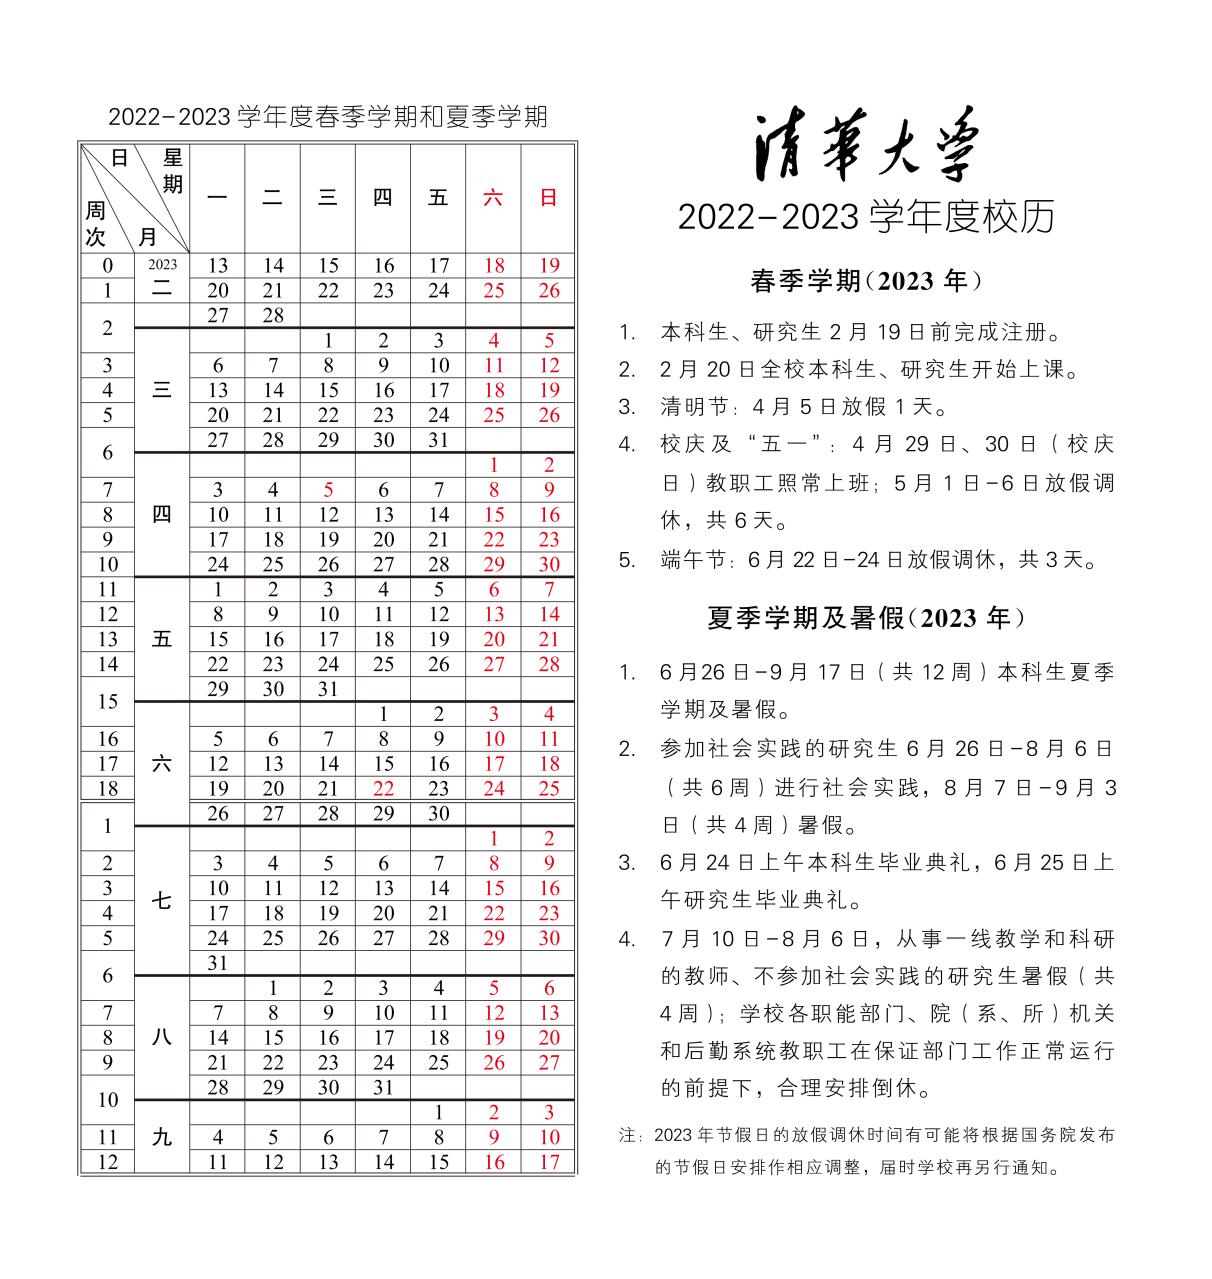 2022-2023 学年度春季学期和夏季学期
日 星期 周次 月 一 二 三 四 五 六 日
0 2023 13 14 15 16 17 18 19
1 二 20 21 22 23 24 25 26
2 27 28
1 2 3 4 5
3 6 7 8 9 10 11 12
4 三 13 14 15 16 17 18 19
5 20 21 22 23 24 25 26
6 27 28 29 30 31
1 2
7 3 4 5 6 7 8 9
8 四 10 11 12 13 14 15 16
9 17 18 19 20 21 22 23
10 24 25 26 27 28 29 30
11 1 2 3 4 5 6 7
12 8 9 10 11 12 13 14
13 五 15 16 17 18 19 20 21
14 22 23 24 25 26 27 28
15 29 30 31
1 2 3 4
16 5 6 7 8 9 10 11
17 六 12 13 14 15 16 17 18
18 19 20 21 22 23 24 25
1 26 27 28 29 30
1 2
2 3 4 5 6 7 8 9
3 七 10 11 12 13 14 15 16
4 17 18 19 20 21 22 23
5 24 25 26 27 28 29 30
6 31
1 2 3 4 5 6
7 7 8 9 10 11 12 13
8 八 14 15 16 17 18 19 20
9 21 22 23 24 25 26 27
10 28 29 30 31
1 2 3
11 九 4 5 6 7 8 9 10
12 11 12 13 14 15 16 17
清華大学
2022-2023 学年度校历
春季学期(2023 年)
1. 本科生、研究生 2 月 19 日前完成注册。
2. 2 月 20 日全校本科生、研究生开始上课。
3. 清明节：4 月 5 日放假 1 天。
4. 校庆及“五一”：4 月 29 日、30 日（校庆
日）教职工照常上班；5 月 1 日-6 日放假调
休，共 6 天。
5. 端午节：6 月 22 日-24 日放假调休，共 3 天。
夏季学期及暑假(2023 年)
1. 6 月26 日-9 月 17 日（共 12 周）本科生夏季
学期及暑假。
2. 参加社会实践的研究生 6 月 26 日-8 月 6 日
（共 6 周）进行社会实践，8 月 7 日-9 月 3
日（共 4 周）暑假。
3. 6 月 24 日上午本科生毕业典礼，6 月 25 日上
午研究生毕业典礼。
4. 7 月 10 日-8 月 6 日，从事一线教学和科研
的教师、不参加社会实践的研究生暑假（共
4 周）；学校各职能部门、院（系、所）机关
和后勤系统教职工在保证部门工作正常运行
的前提下，合理安排倒休。
注：2023 年节假日的放假调休时间有可能将根据国务院发布
的节假日安排作相应调整，届时学校再另行通知。